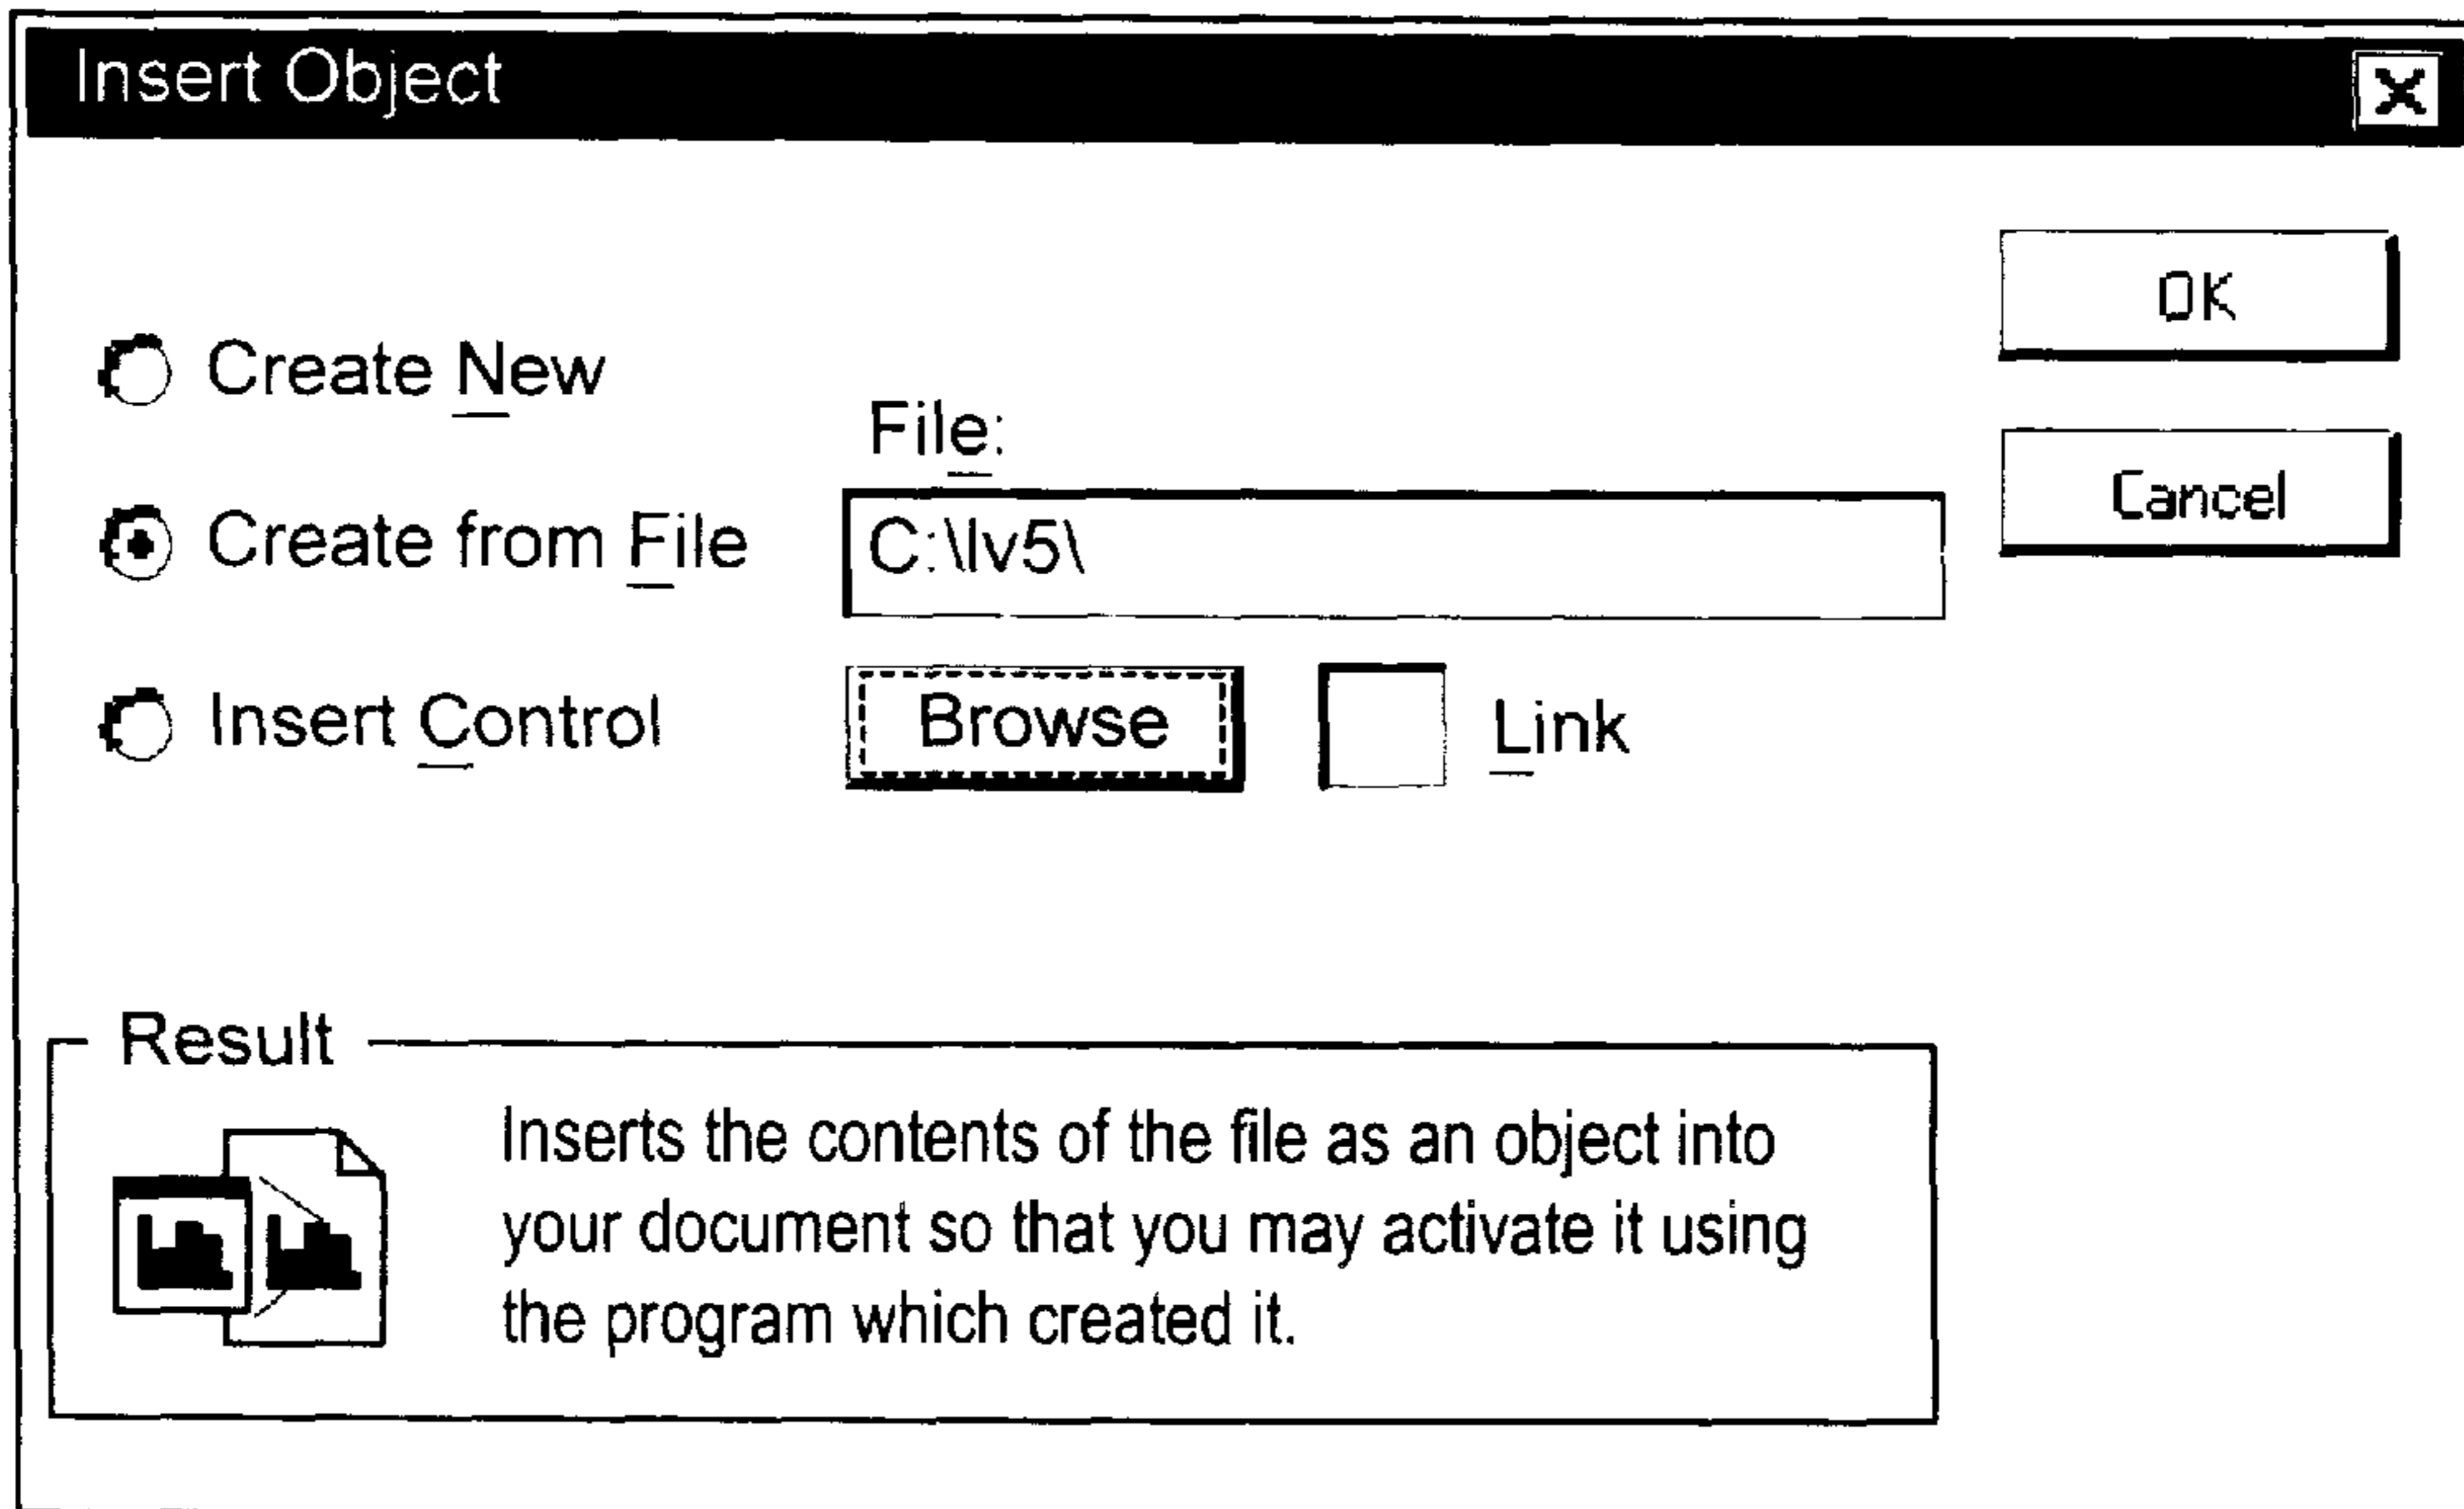 Insert Object
Create New
Create from File
Insert Control
File:
C:\lv5\
Browse
Link
OK
Cancel
Result
Inserts the contents of the file as an object into
your document so that you may activate it using
the program which created it.